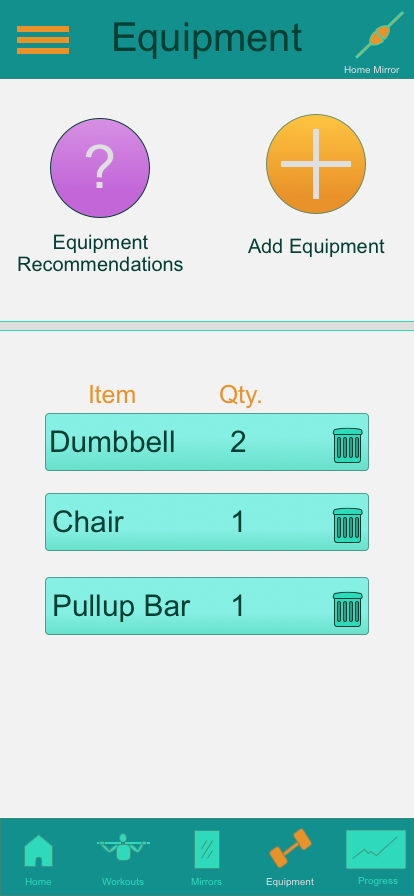 Equipment
Home Mirror
?
Equipment
Recommendations
Add Equipment
Item Qty.
Dumbbell 2
Chair 1
Pullup Bar 1
Home Workouts Mirrors Equipment Progress